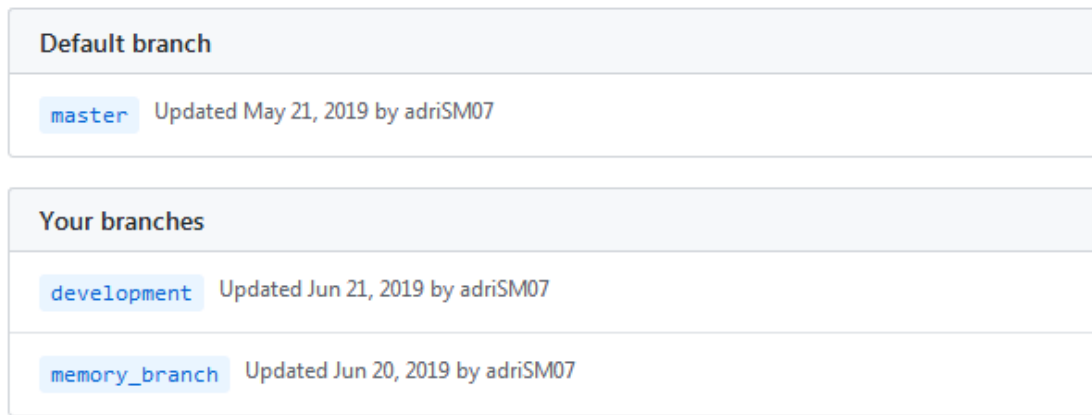 Default branch
master Updated May 21, 2019 by adriSM07
Your branches
development Updated Jun 21, 2019 by adriSM07
memory_branch Updated Jun 20, 2019 by adriSM07